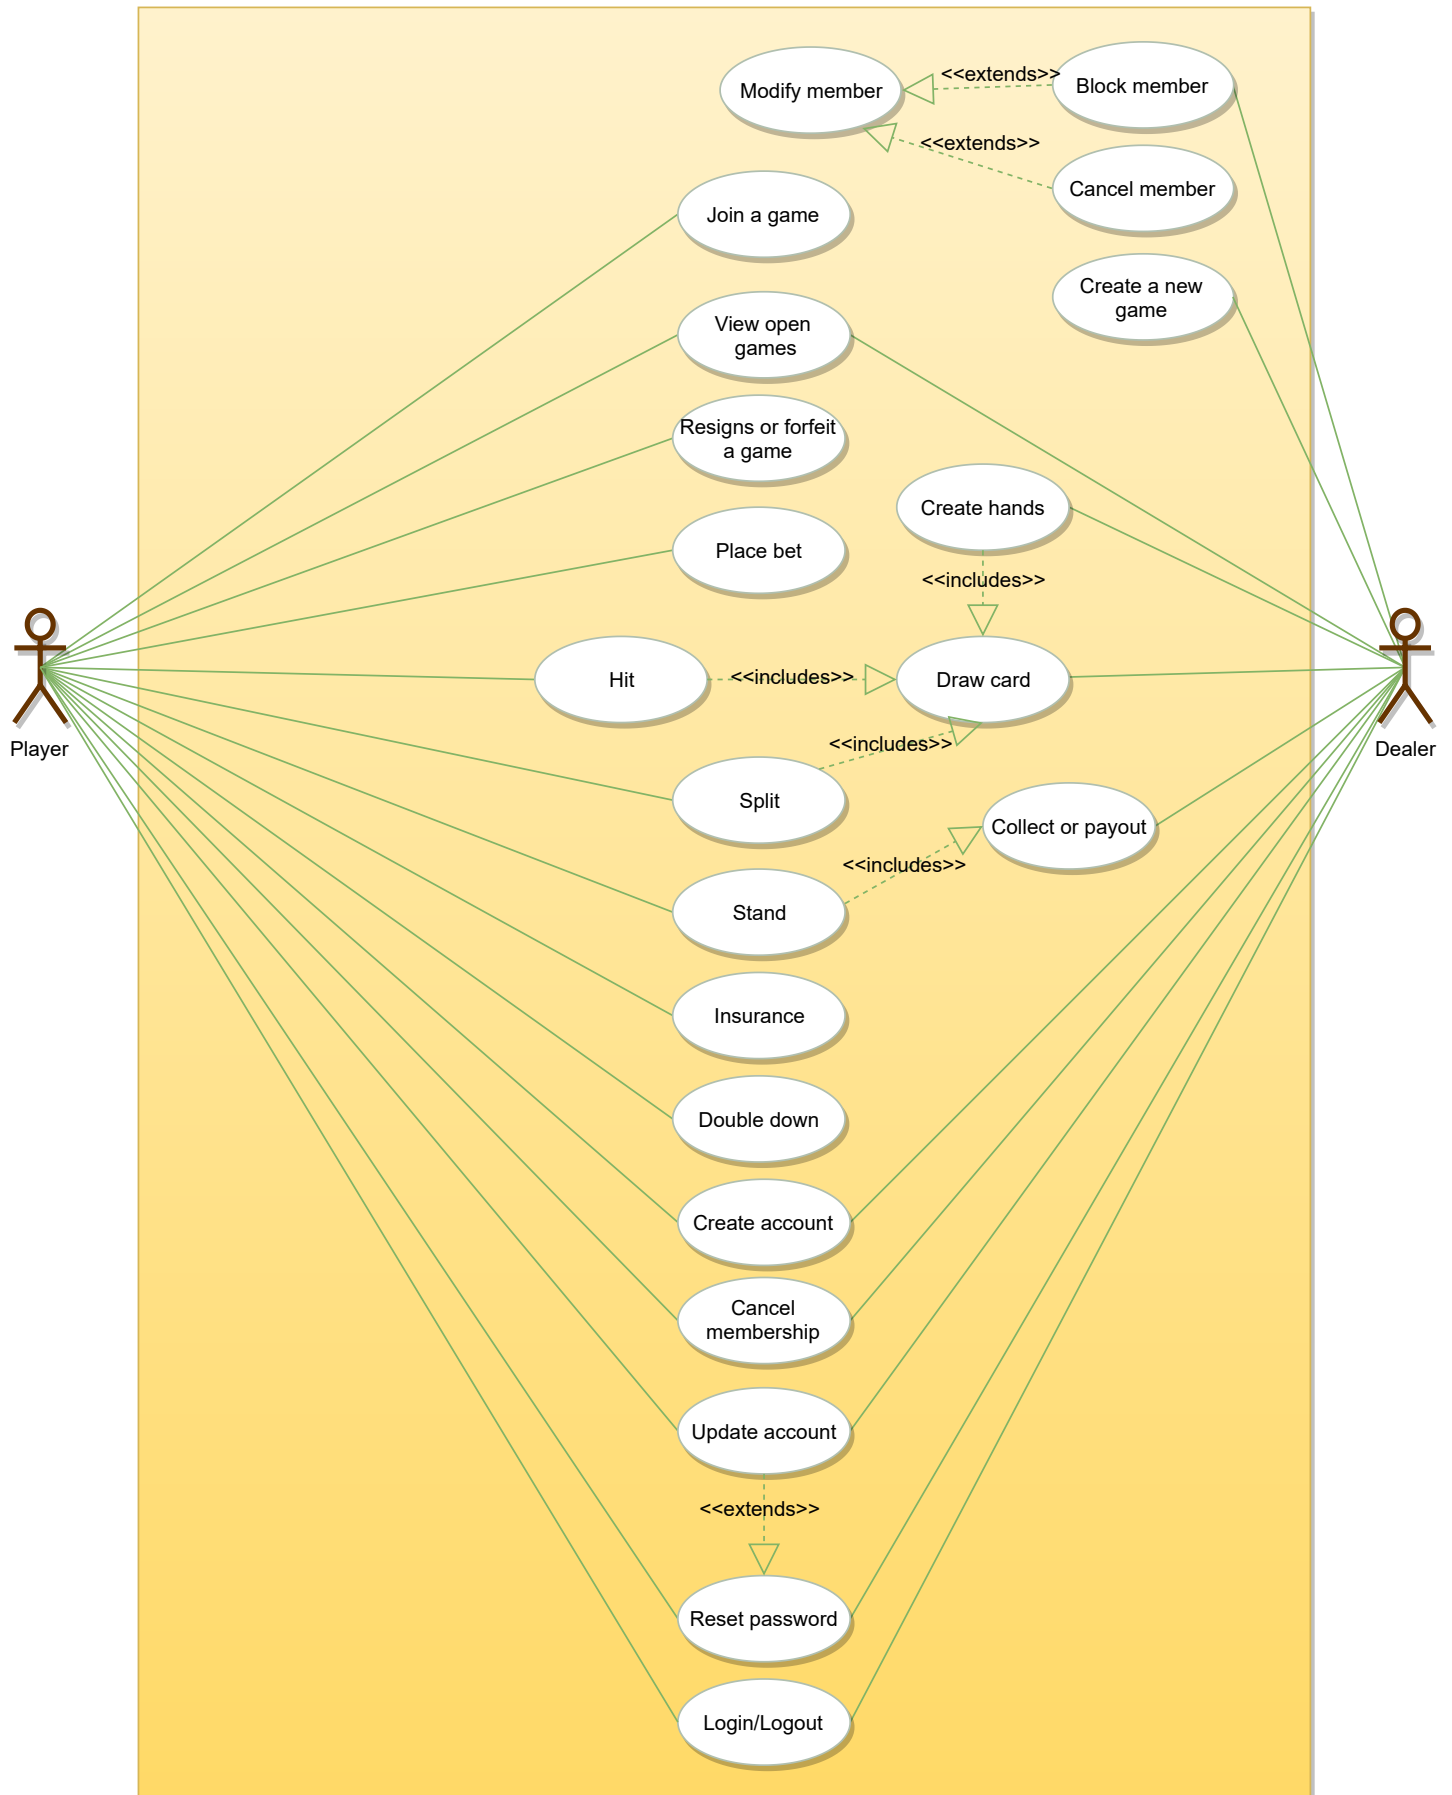 Modify member
<<extends>>
Block member
<<extends>>
Cancel member
Join a game
Create a new
game
View open
games
Resigns or forfeit
a game
Create hands
Place bet
<<includes>>
Hit
<<includes>>
Draw card
Player
Dealer
<<includes>>
Split
Collect or payout
<<includes>>
Stand
Insurance
Double down
Create account
Cancel
membership
Update account
<<extends>>
Reset password
Login/Logout